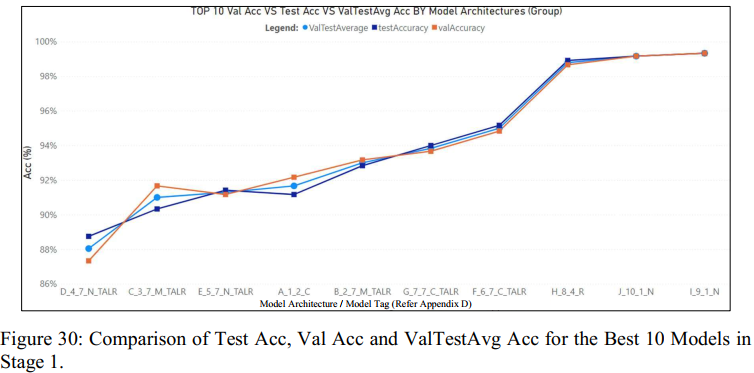 TOP 10 Val Acc VS Test Acc VS ValTestAvg Acc BY Model Architectures (Group)
Legend: ValTestAverage testAccuracy valAccuracy
100%
98%
96%
94%
92%
90%
88%
86%
Acc (%)
D_4_7_N_TALR C_3_7_M_TALR E_5_7_N_TALR A_1_2_C B_2_7_M_TALR G_7_7_C_TALR F_6_7_C_TALR H_8_4_R J_10_1_N I_9_1_N
Model Architecture / Model Tag (Refer Appendix D)
Figure 30: Comparison of Test Acc, Val Acc and ValTestAvg Acc for the Best 10 Models in
Stage 1.